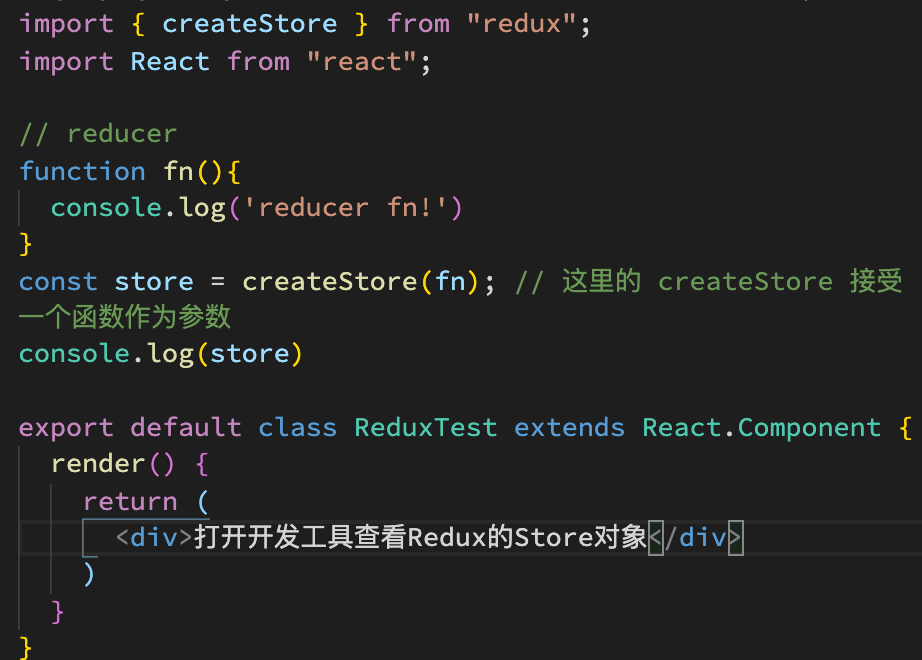 import { createStore } from "redux";
import React from "react";
// reducer
function fn(){
  console.log('reducer fn!')
}
const store = createStore(fn); // 这里的 createStore 接受
一个函数作为参数
console.log(store)
export default class ReduxTest extends React.Component {
  render() {
    return (
      <div>打开开发工具查看Redux的Store对象</div>
    )
  }
}